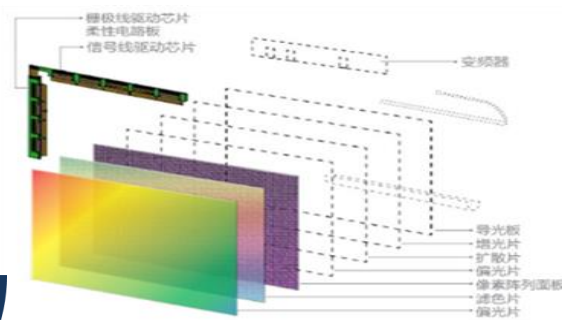 栅极线驱动芯片
柔性电路板
信号线驱动芯片
变频器
导光板
增光片
扩散片
偏光片
像素阵列面板
滤色片
偏光片